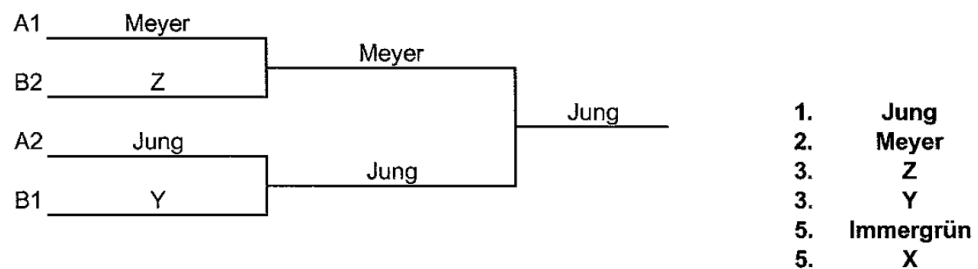 A1 Meyer
Meyer
B2 Z
Jung
A2 Jung
Jung
B1 Y
1. Jung
2. Meyer
3. Z
3. Y
5. Immergrün
5. X